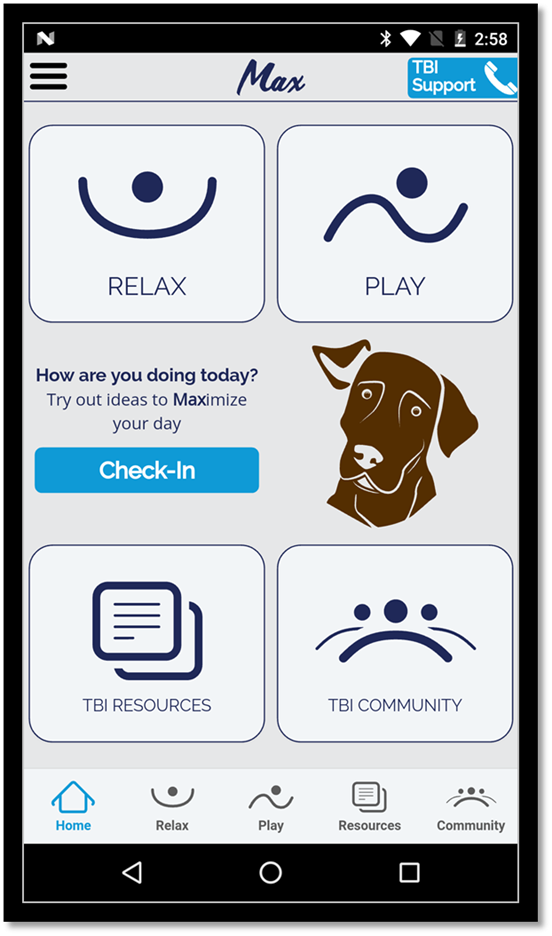 2:58
Max
TBI
Support
RELAX
PLAY
How are you doing today?
Try out ideas to Maximize
your day
Check-In
TBI RESOURCES
TBI COMMUNITY
Home
Relax
Play
Resources
Community